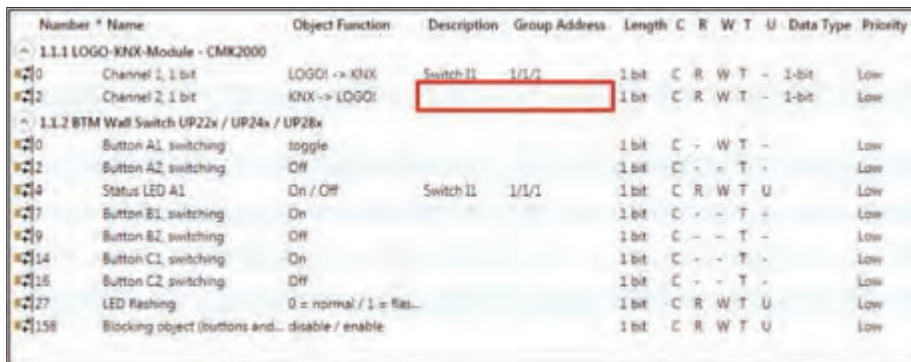 Number * Name Object Function Description Group Address Length C R W T U Data Type Priority
1.1.1 LOGO-KNX-Module - CMK2000
0 Channel 1, 1 bit LOGO! -> KNX Switch I1 1/1/1 1 bit C R W T - 1-bit Low
2 Channel 2, 1 bit KNX -> LOGO! 1 bit C R W T - 1-bit Low
1.1.2 BTM Wall Switch UP22x / UP24x / UP28x
0 Button A1, switching toggle 1 bit C - W T - Low
2 Button A2, switching Off 1 bit C - - T - Low
4 Status LED A1 On / Off Switch I1 1/1/1 1 bit C R W T U Low
7 Button B1, switching On 1 bit C - - T - Low
9 Button B2, switching Off 1 bit C - - T - Low
14 Button C1, switching On 1 bit C - - T - Low
16 Button C2, switching Off 1 bit C - - T - Low
27 LED flashing 0 = normal / 1 = flas... 1 bit C R W T U Low
158 Blocking object (buttons and... disable / enable 1 bit C R W T U Low